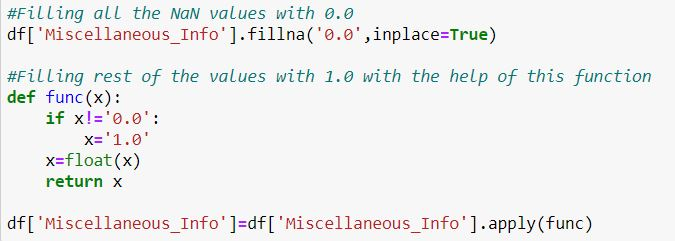 #Filling all the NaN values with 0.0
df['Miscellaneous_Info'].fillna('0.0',inplace=True)
#Filling rest of the values with 1.0 with the help of this function
def func(x):
    if x!='0.0':
        x='1.0'
    x=float(x)
    return x
df['Miscellaneous_Info']=df['Miscellaneous_Info'].apply(func)